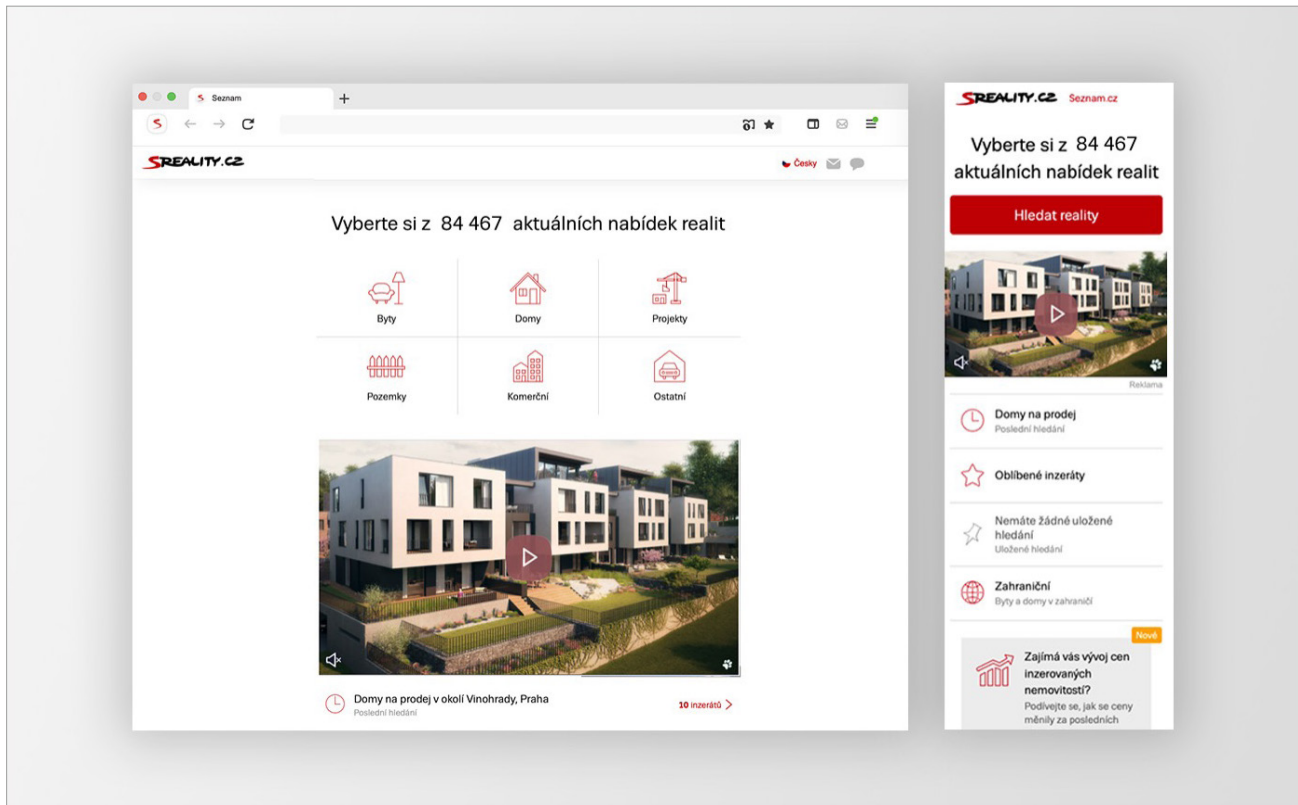 Seznam
SREALITY.CZ
Česky
Vyberte si z 84 467 aktuálních nabídek realit
Byty
Domy
Projekty
Pozemky
Komerční
Ostatní
Domy na prodej v okolí Vinohrady, Praha
Poslední hledání
10 inzerátů
SREALITY.CZ Seznam.cz
Vyberte si z 84 467
aktuálních nabídek realit
Hledat reality
Reklama
Domy na prodej
Poslední hledání
Oblíbené inzeráty
Nemáte žádné uložené
hledání
Uložené hledání
Zahraniční
Byty a domy v zahraničí
Nově
Zajímá vás vývoj cen
inzerovaných
nemovitostí?
Podívejte se, jak se ceny
měnily za posledních